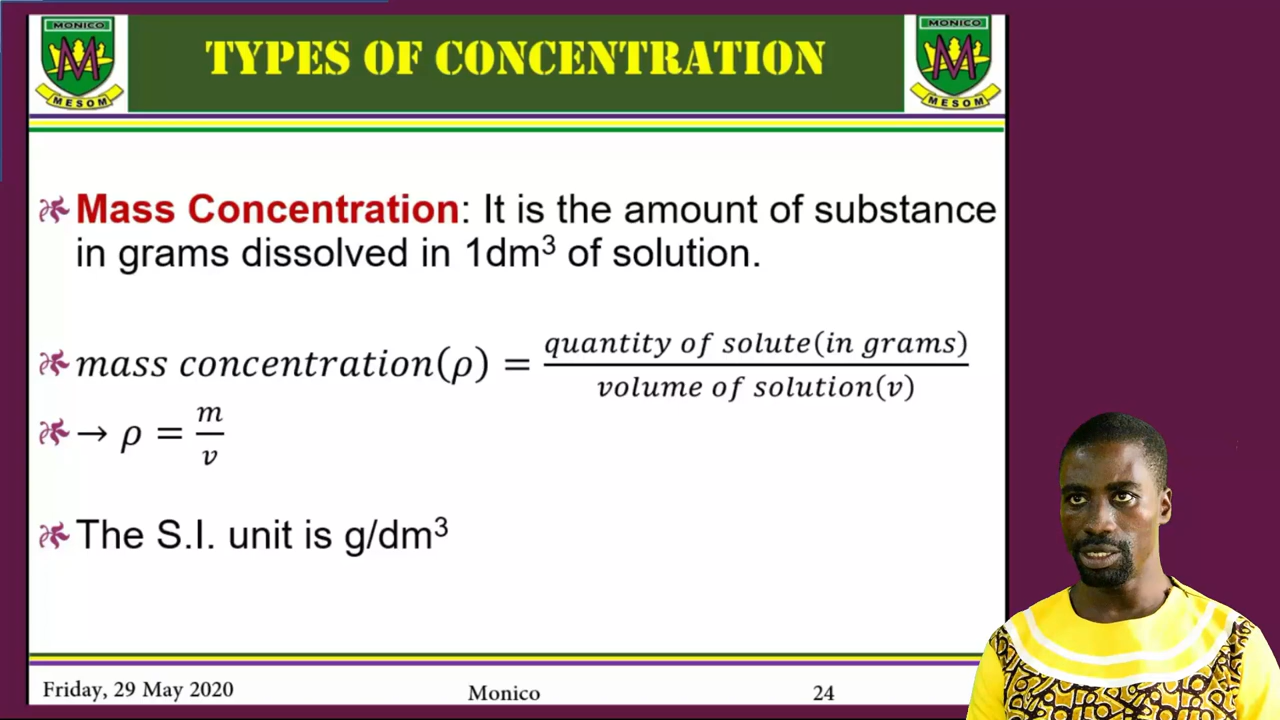 MONICO
MESOM
TYPES OF CONCENTRATION
MONICO
MESOM
Mass Concentration: It is the amount of substance
in grams dissolved in 1dm³ of solution.
mass concentration(ρ) = quantity of solute(in grams) / volume of solution(v)
→ ρ = m / v
The S.I. unit is g/dm³
Friday, 29 May 2020
Monico
24